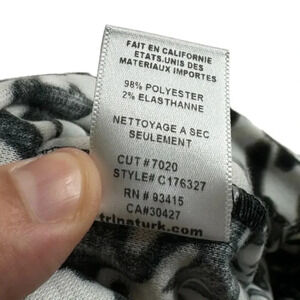 FAIT EN CALIFORNIE
ETATS.UNIS DES
MATERIAUX IMPORTES
98% POLYESTER
2% ELASTHANNE
NETTOYAGE A SEC
SEULEMENT
CUT #7020
STYLE# C176327
RN # 93415
CA#30427
trinaturk.com